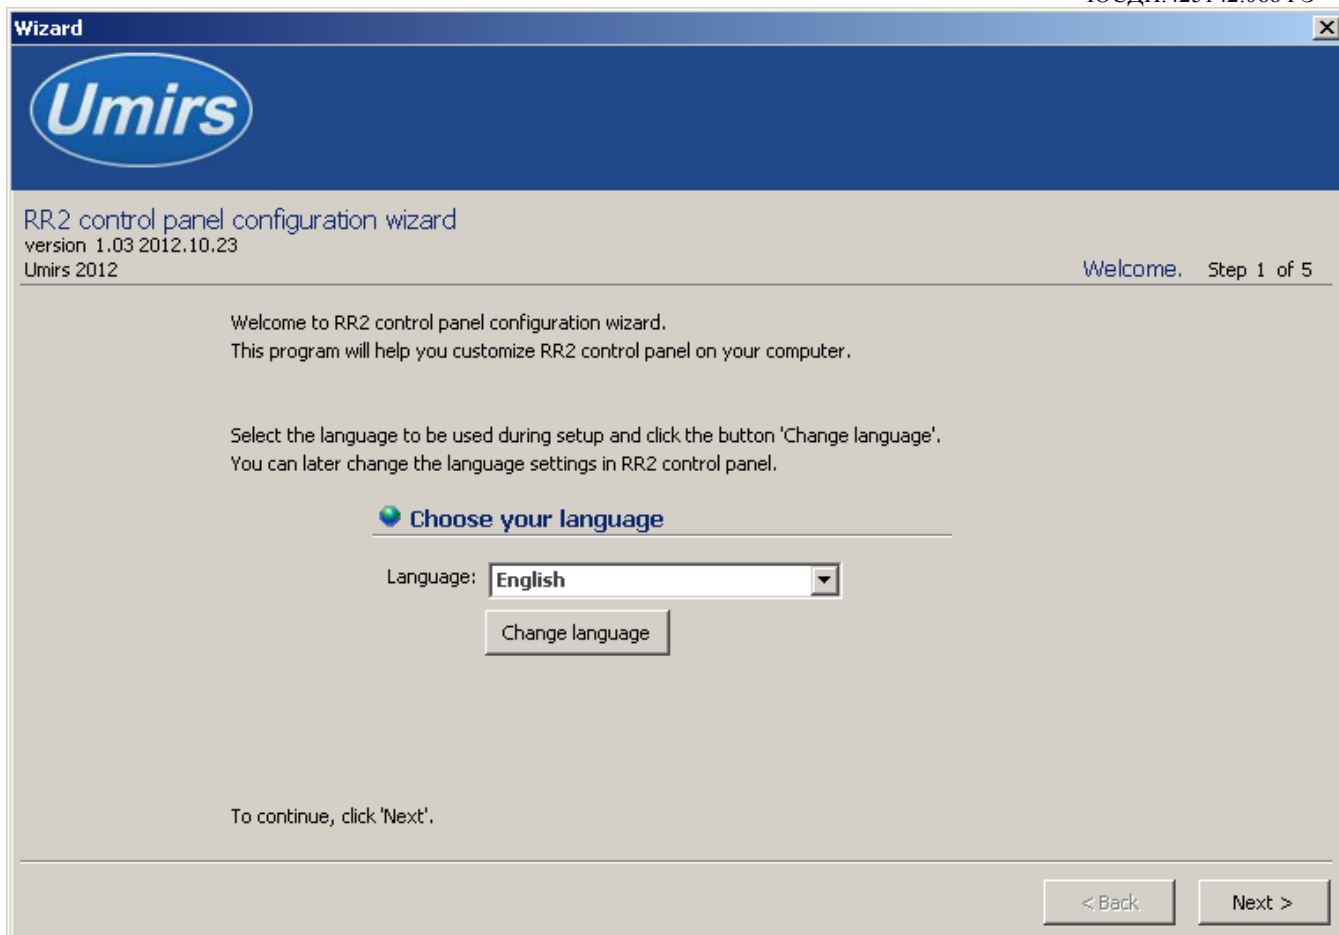 Wizard
Umirs
RR2 control panel configuration wizard
version 1.03 2012.10.23
Umirs 2012
Welcome. Step 1 of 5
Welcome to RR2 control panel configuration wizard.
This program will help you customize RR2 control panel on your computer.
Select the language to be used during setup and click the button 'Change language'.
You can later change the language settings in RR2 control panel.
Choose your language
Language: English
Change language
To continue, click 'Next'.
< Back Next >